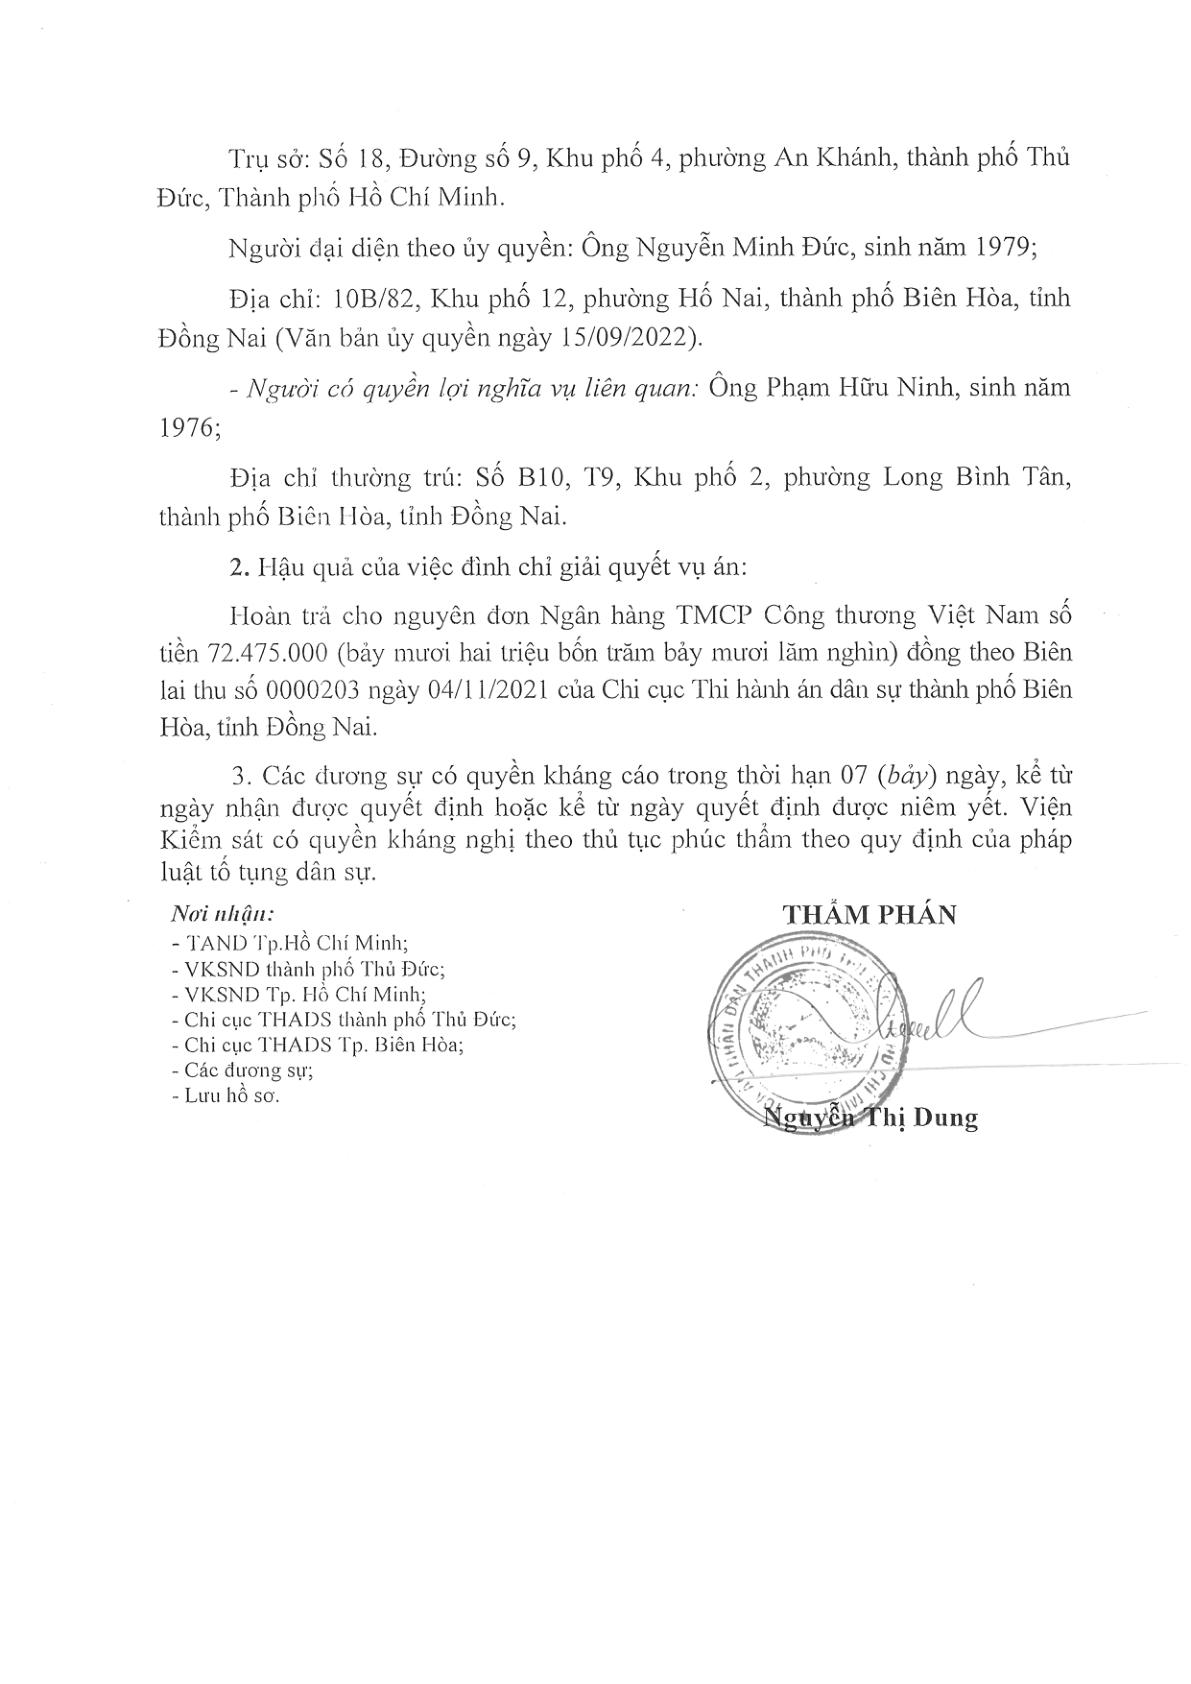 Trụ sở: Số 18, Đường số 9, Khu phố 4, phường An Khánh, thành phố Thủ
Đức, Thành phố Hồ Chí Minh.
Người đại diện theo ủy quyền: Ông Nguyễn Minh Đức, sinh năm 1979;
Địa chỉ: 10B/82, Khu phố 12, phường Hố Nai, thành phố Biên Hòa, tỉnh
Đồng Nai (Văn bản ủy quyền ngày 15/09/2022).
- Người có quyền lợi nghĩa vụ liên quan: Ông Phạm Hữu Ninh, sinh năm
1976;
Địa chỉ thường trú: Số B10, T9, Khu phố 2, phường Long Bình Tân,
thành phố Biên Hòa, tỉnh Đồng Nai.
2. Hậu quả của việc đình chỉ giải quyết vụ án:
Hoàn trả cho nguyên đơn Ngân hàng TMCP Công thương Việt Nam số
tiền 72.475.000 (bảy mươi hai triệu bốn trăm bảy mươi lăm nghìn) đồng theo Biên
lai thu số 0000203 ngày 04/11/2021 của Chi cục Thi hành án dân sự thành phố Biên
Hòa, tỉnh Đồng Nai.
3. Các đương sự có quyền kháng cáo trong thời hạn 07 (bảy) ngày, kể từ
ngày nhận được quyết định hoặc kể từ ngày quyết định được niêm yết. Viện
Kiểm sát có quyền kháng nghị theo thủ tục phúc thẩm theo quy định của pháp
luật tố tụng dân sự.
Nơi nhận:
- TAND Tp.Hồ Chí Minh;
- VKSND thành phố Thủ Đức;
- VKSND Tp. Hồ Chí Minh;
- Chi cục THADS thành phố Thủ Đức;
- Chi cục THADS Tp. Biên Hòa;
- Các đương sự;
- Lưu hồ sơ.
THẨM PHÁN
NHÂN DÂN THÀNH PHỐ
Nguyễn Thị Dung